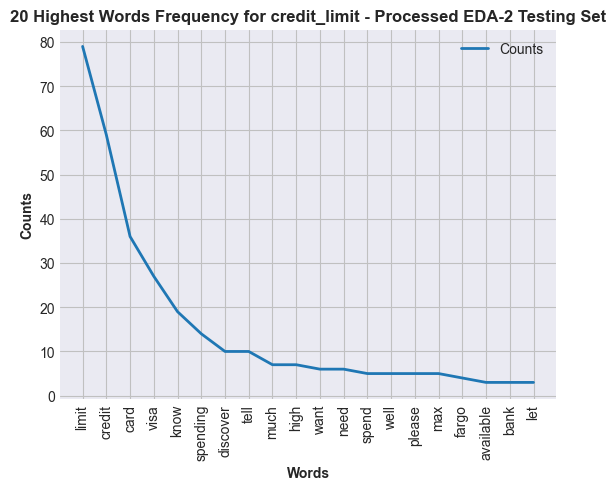 20 Highest Words Frequency for credit_limit - Processed EDA-2 Testing Set
80
70
60
50
40
30
20
10
0
Counts
Counts
limit
credit
card
visa
know
spending
discover
tell
much
high
want
need
spend
well
please
max
fargo
available
bank
let
Words